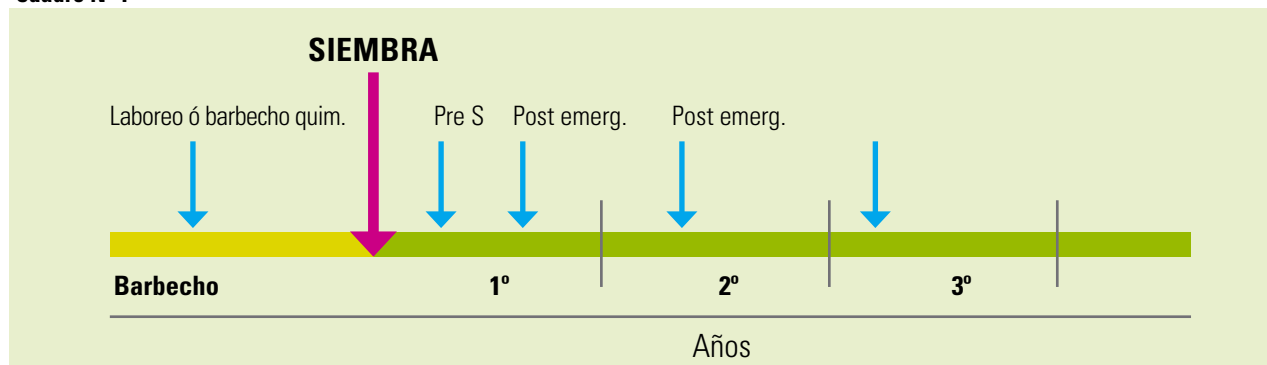 SIEMBRA
Laboreo ó barbecho quim. Pre S Post emerg. Post emerg.
Barbecho 1º 2º 3º
Años